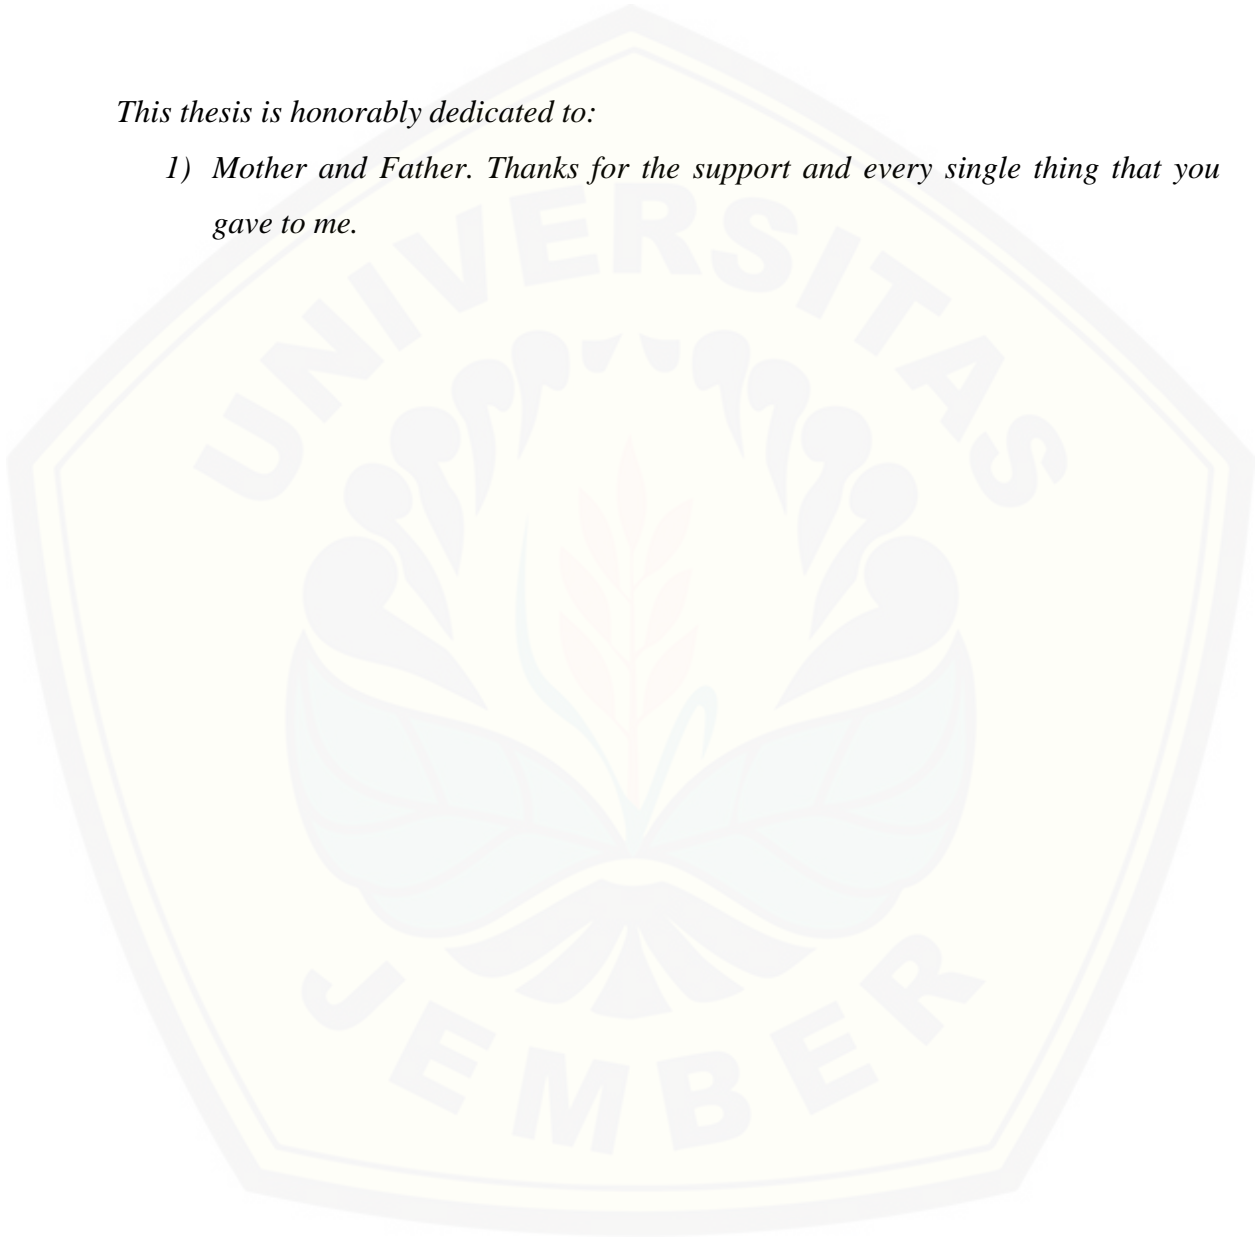 This thesis is honorably dedicated to:
1) Mother and Father. Thanks for the support and every single thing that you
gave to me.
UNIVERSITAS
JEMBER